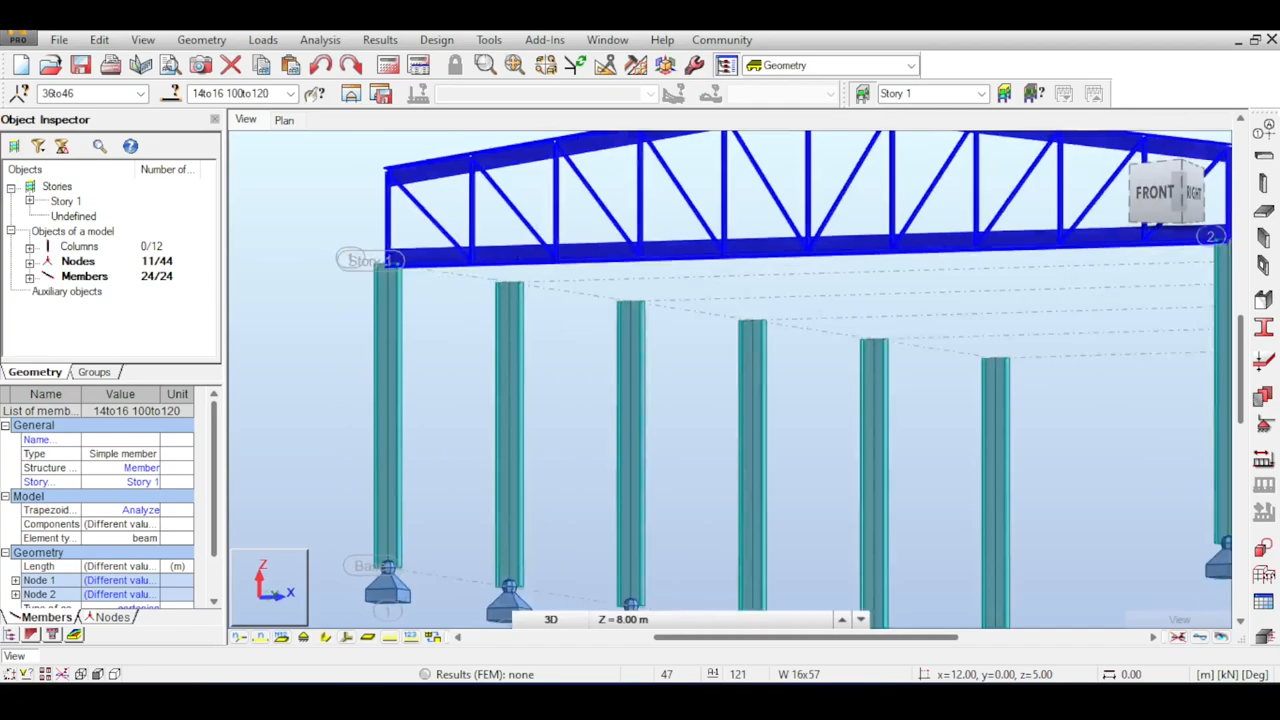 PRO File Edit View Geometry Loads Analysis Results Design Tools Add-Ins Window Help Community
Geometry
36to46 14to16 100to120 Story 1
Object Inspector
View Plan
Objects Number of...
Stories
Story 1
Undefined
Objects of a model
Columns 0/12
Nodes 11/44
Members 24/24
Auxiliary objects
FRONT RIGHT
2
Story 1
Geometry Groups
Name Value Unit
List of memb... 14to16 100to120
General
Name...
Type Simple member
Structure ... Member
Story... Story 1
Model
Trapezoid... Analyze
Components (Different valu...
Element ty... beam
Geometry
Length (Different valu... (m)
Node 1 (Different valu...
Node 2 (Different valu...
Members Nodes
Z
X
1
3D Z = 8.00 m
View
View
Results (FEM): none 47 121 W 16x57 x=12.00, y=0.00, z=5.00 0.00 [m] [kN] [Deg]